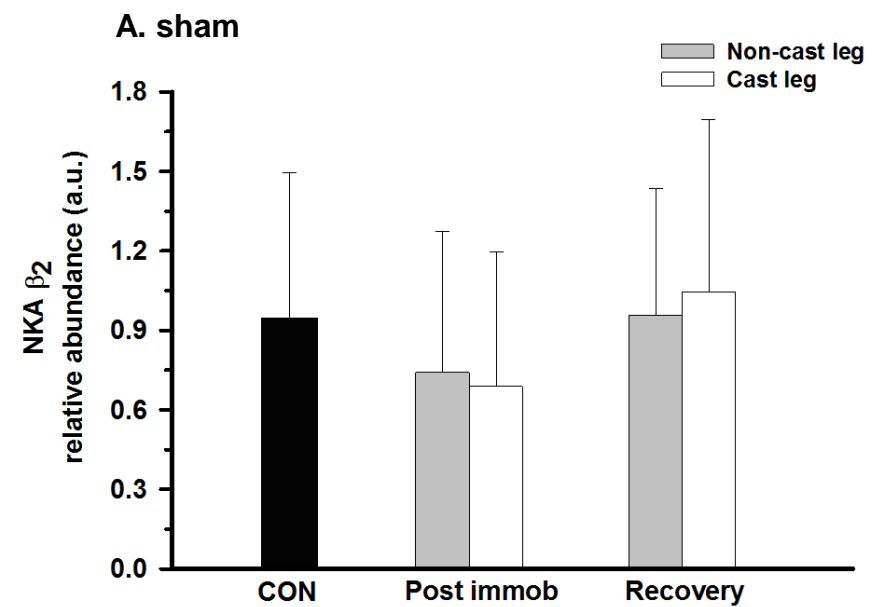 A. sham
Non-cast leg
Cast leg
NKA β2
relative abundance (a.u.)
1.8
1.5
1.2
0.9
0.6
0.3
0.0
CON Post immob Recovery